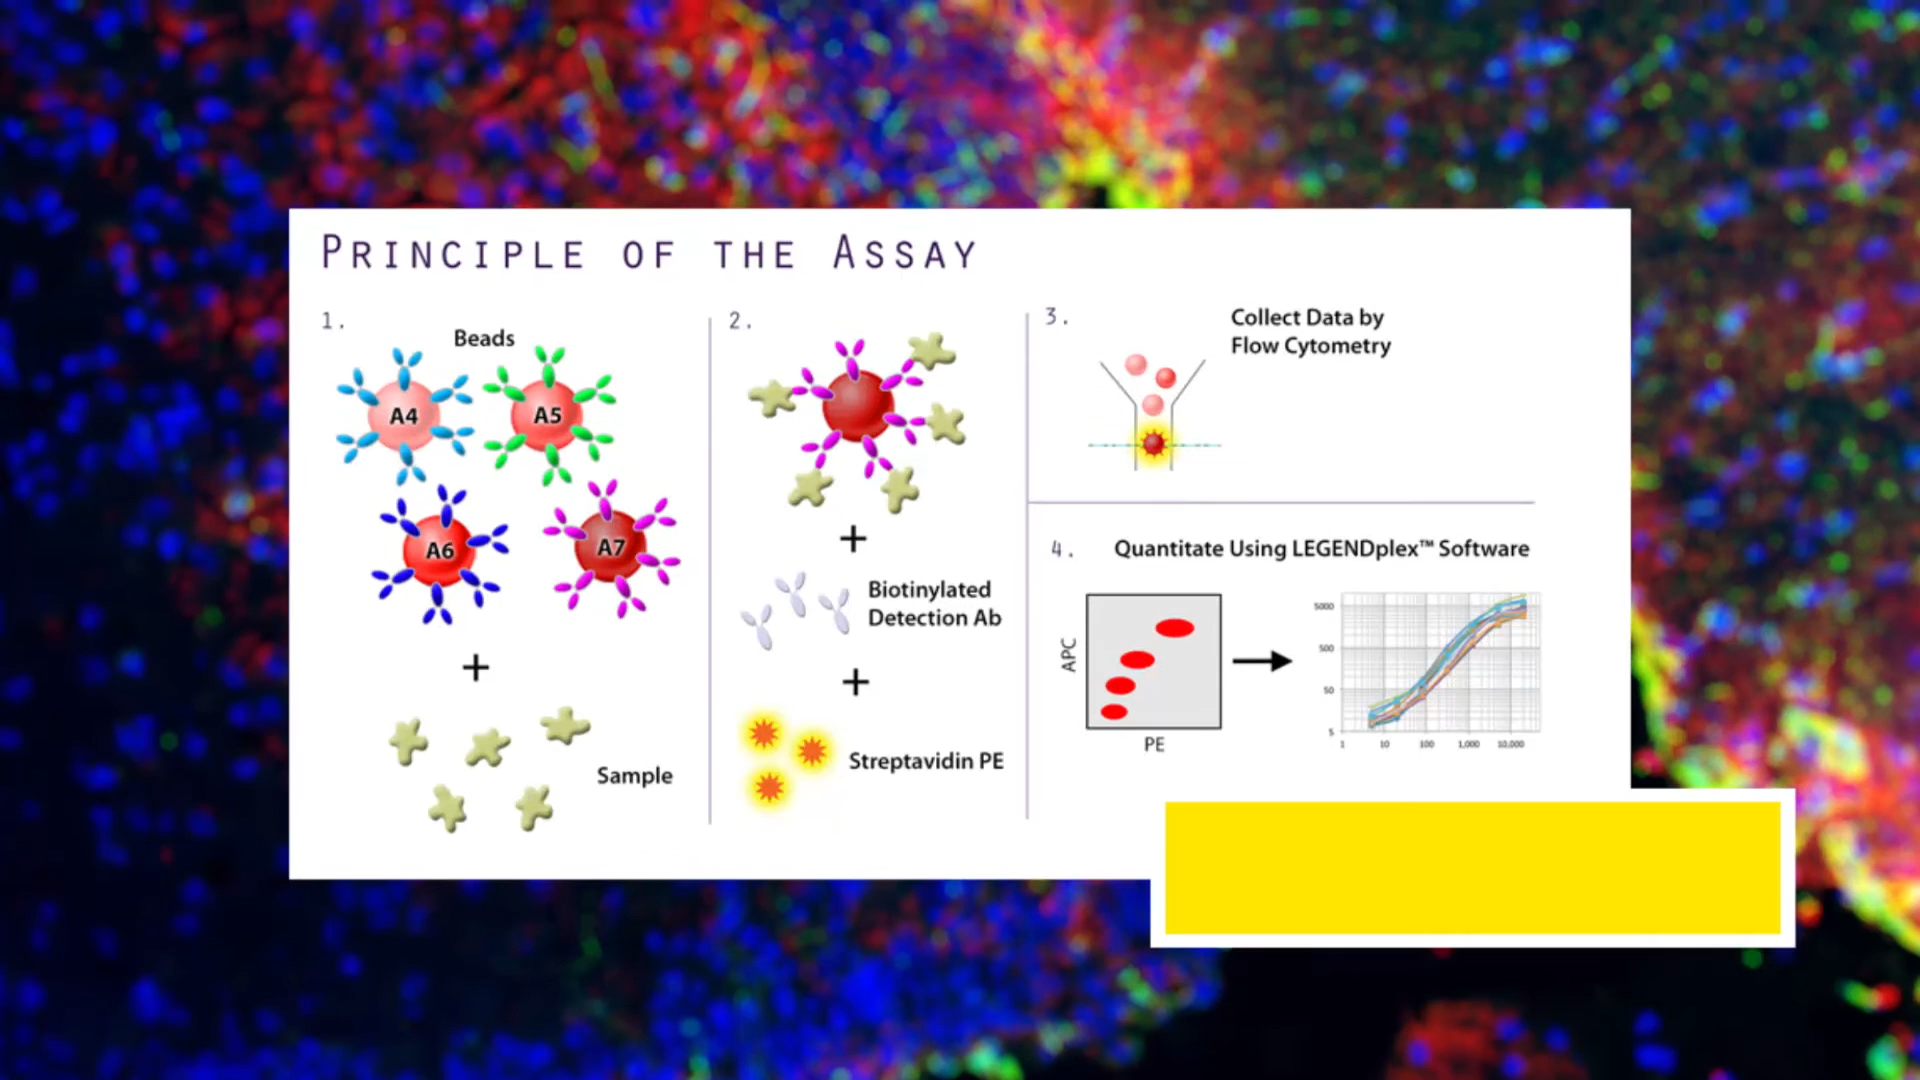 PRINCIPLE OF THE ASSAY
1.
Beads
A4
A5
A6
A7
+
Sample
2.
+
Biotinylated
Detection Ab
+
Streptavidin PE
3.
Collect Data by
Flow Cytometry
4.
Quantitate Using LEGENDplex™ Software
APC
PE
5000
500
50
5
1 10 100 1,000 10,000